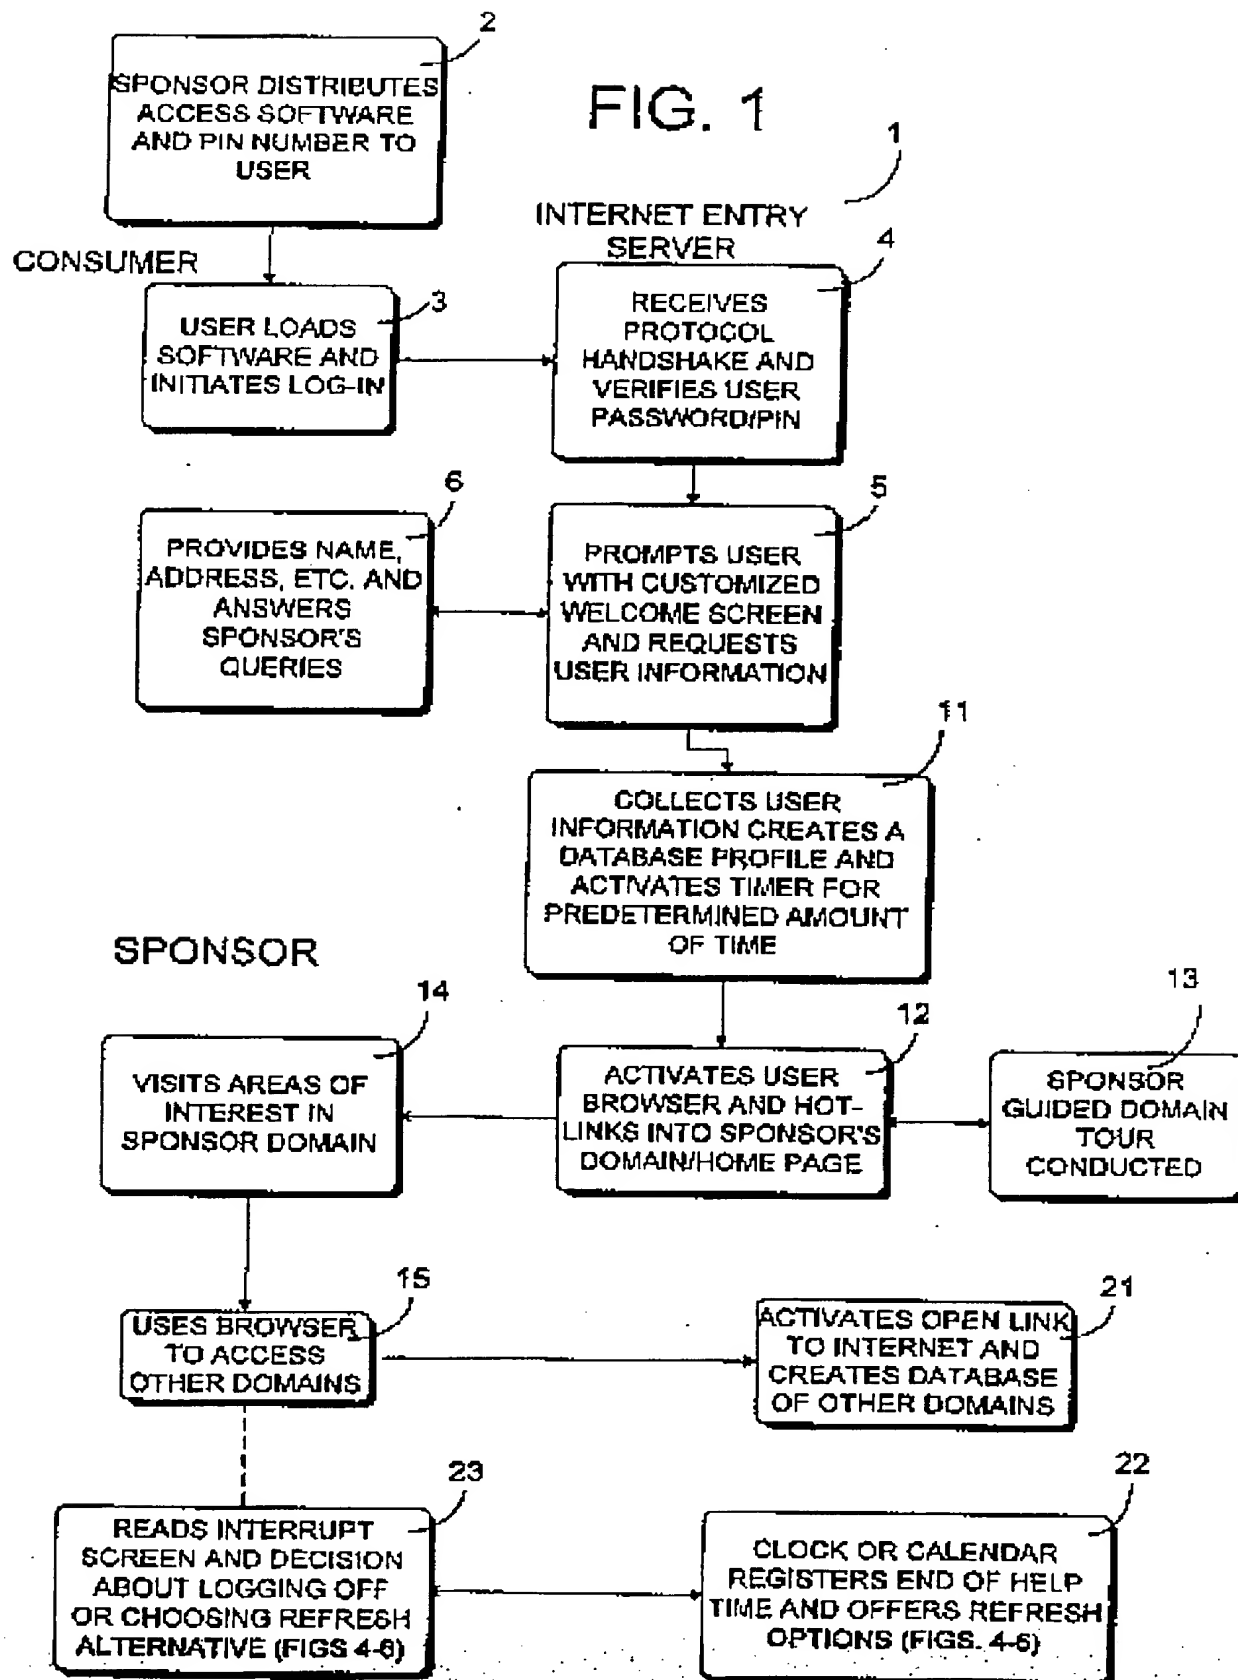 2
SPONSOR DISTRIBUTES
ACCESS SOFTWARE
AND PIN NUMBER TO
USER
FIG. 1
1
INTERNET ENTRY
SERVER
CONSUMER
3
USER LOADS
SOFTWARE AND
INITIATES LOG-IN
4
RECEIVES
PROTOCOL
HANDSHAKE AND
VERIFIES USER
PASSWORD/PIN
6
PROVIDES NAME,
ADDRESS, ETC. AND
ANSWERS
SPONSOR'S
QUERIES
5
PROMPTS USER
WITH CUSTOMIZED
WELCOME SCREEN
AND REQUESTS
USER INFORMATION
11
COLLECTS USER
INFORMATION CREATES A
DATABASE PROFILE AND
ACTIVATES TIMER FOR
PREDETERMINED AMOUNT
OF TIME
SPONSOR
14
VISITS AREAS OF
INTEREST IN
SPONSOR DOMAIN
12
ACTIVATES USER
BROWSER AND HOT-
LINKS INTO SPONSOR'S
DOMAIN/HOME PAGE
13
SPONSOR
GUIDED DOMAIN
TOUR
CONDUCTED
15
USES BROWSER
TO ACCESS
OTHER DOMAINS
21
ACTIVATES OPEN LINK
TO INTERNET AND
CREATES DATABASE
OF OTHER DOMAINS
23
READS INTERRUPT
SCREEN AND DECISION
ABOUT LOGGING OFF
OR CHOOSING REFRESH
ALTERNATIVE (FIGS 4-6)
22
CLOCK OR CALENDAR
REGISTERS END OF HELP
TIME AND OFFERS REFRESH
OPTIONS (FIGS. 4-6)